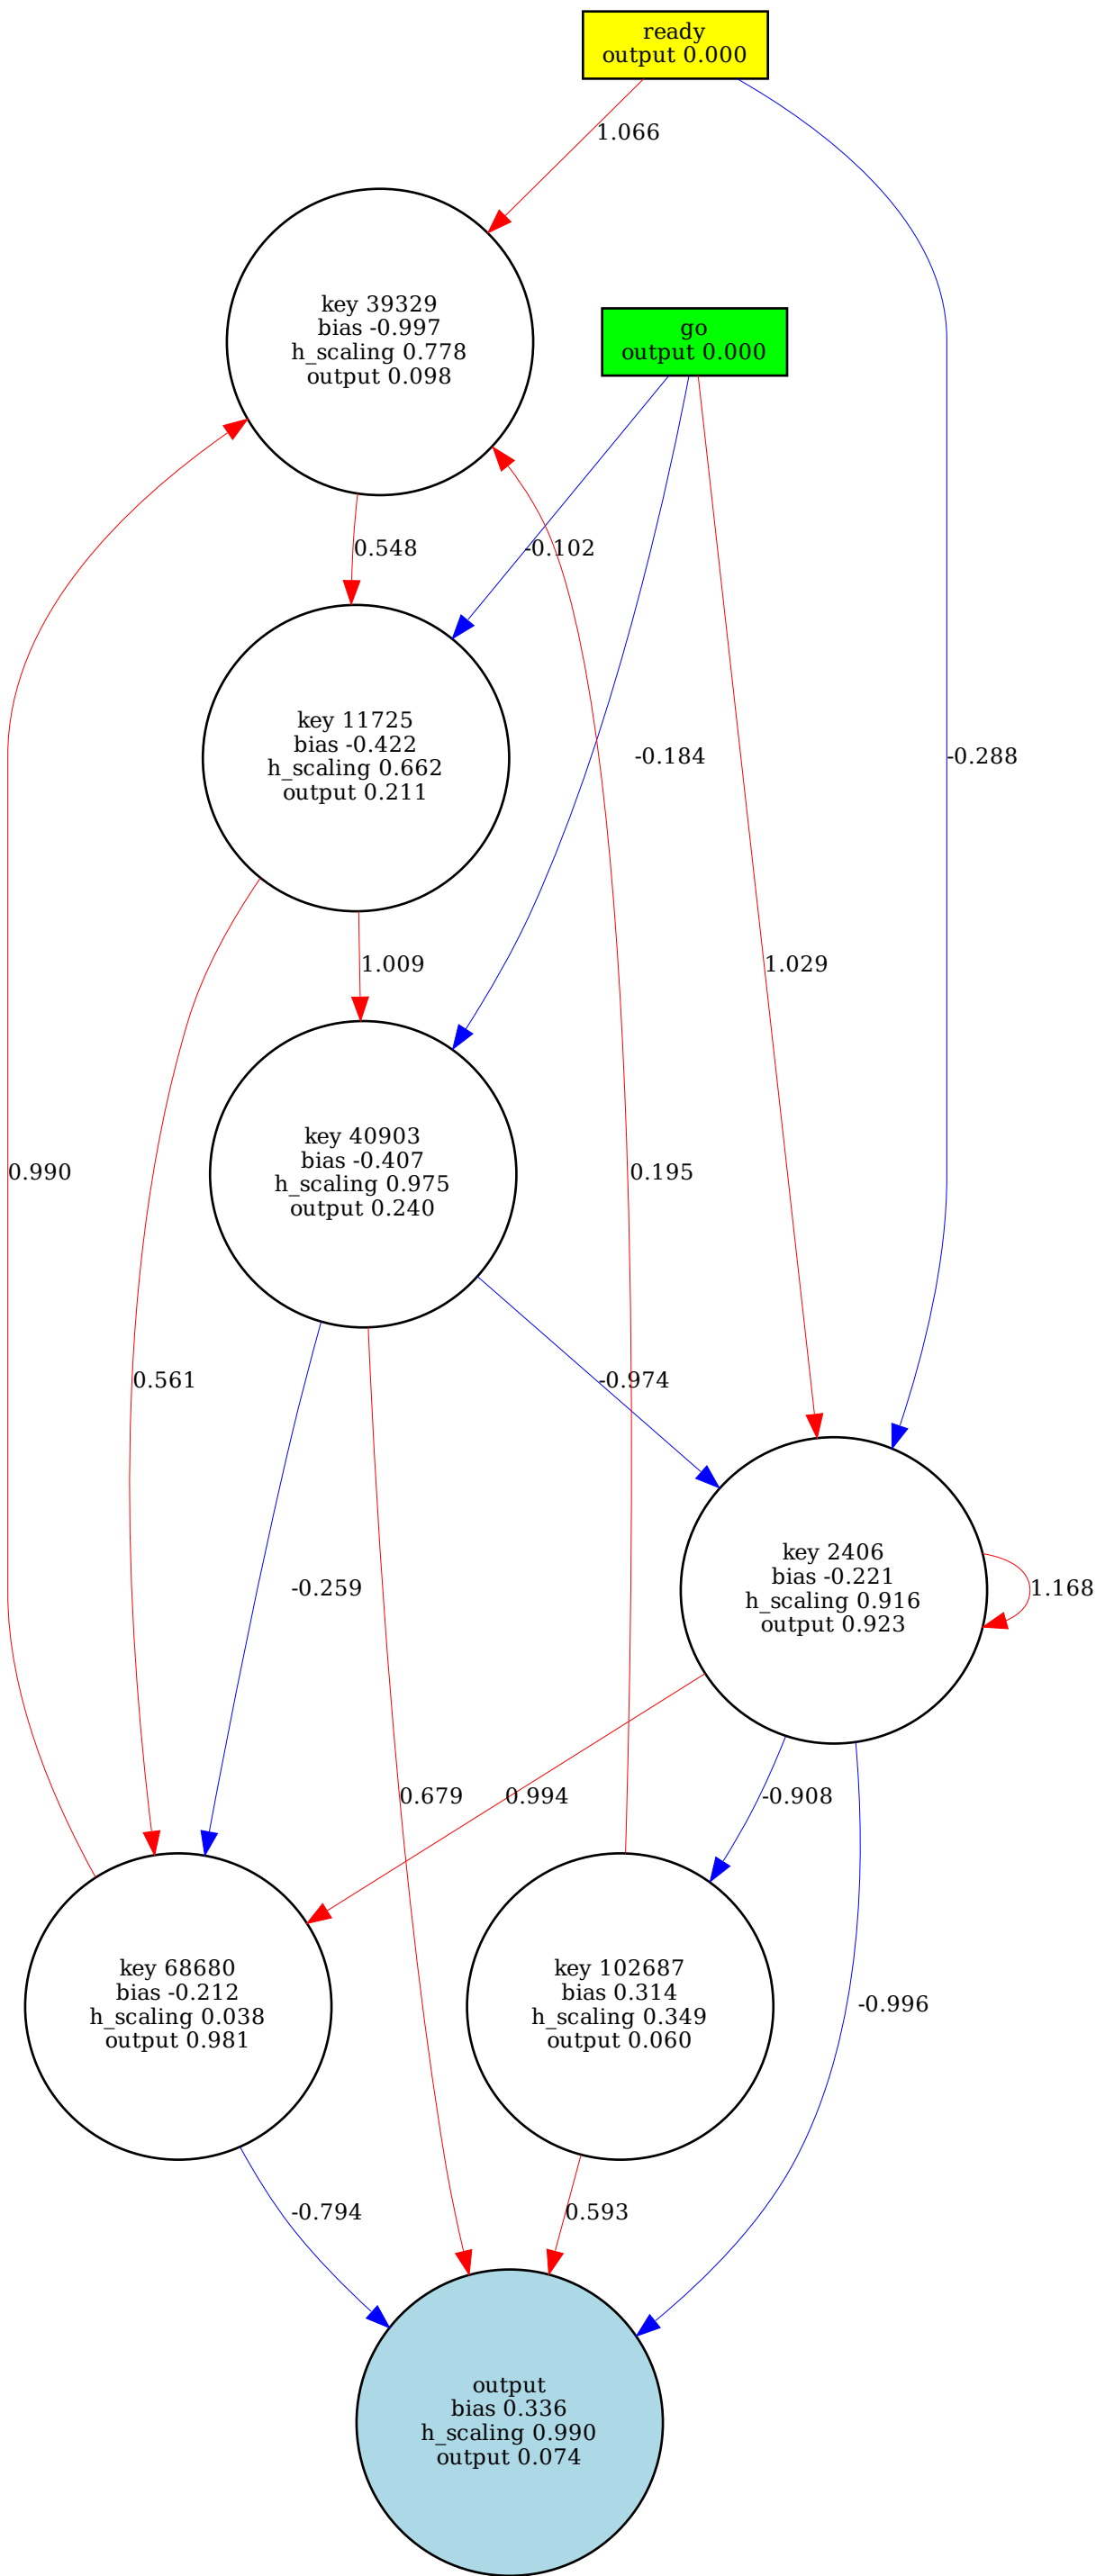 ready
output 0.000
1.066
key 39329
bias -0.997
h_scaling 0.778
output 0.098
go
output 0.000
0.548
-0.102
key 11725
bias -0.422
h_scaling 0.662
output 0.211
-0.184
-0.288
1.009
1.029
key 40903
bias -0.407
h_scaling 0.975
output 0.240
0.990
0.195
0.561
-0.974
key 2406
bias -0.221
h_scaling 0.916
output 0.923
-0.259
1.168
0.679
0.994
-0.908
key 68680
bias -0.212
h_scaling 0.038
output 0.981
key 102687
bias 0.314
h_scaling 0.349
output 0.060
-0.996
-0.794
0.593
output
bias 0.336
h_scaling 0.990
output 0.074